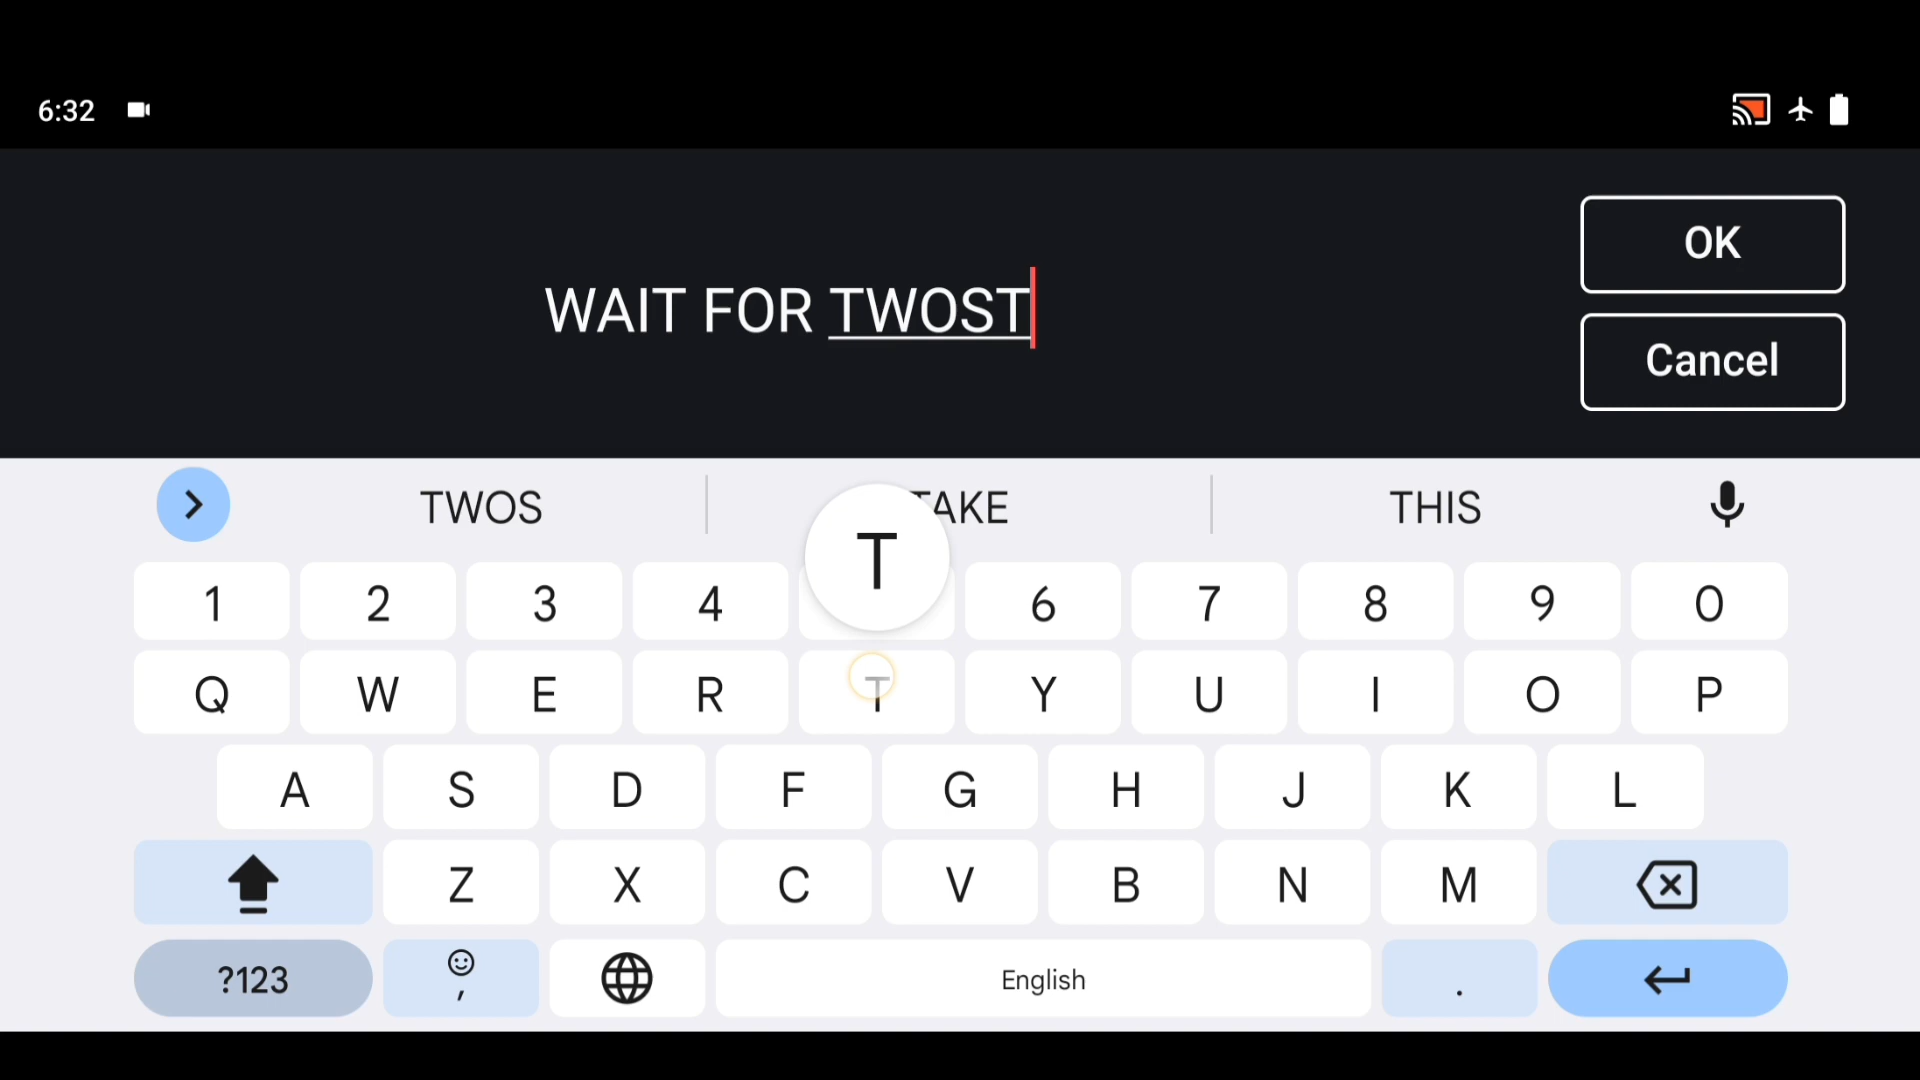 6:32
WAIT FOR TWOST
OK
Cancel
TWOS
THIS
T
1 2 3 4 6 7 8 9 0
Q W E R T Y U I O P
A S D F G H J K L
Z X C V B N M
?123 , English .